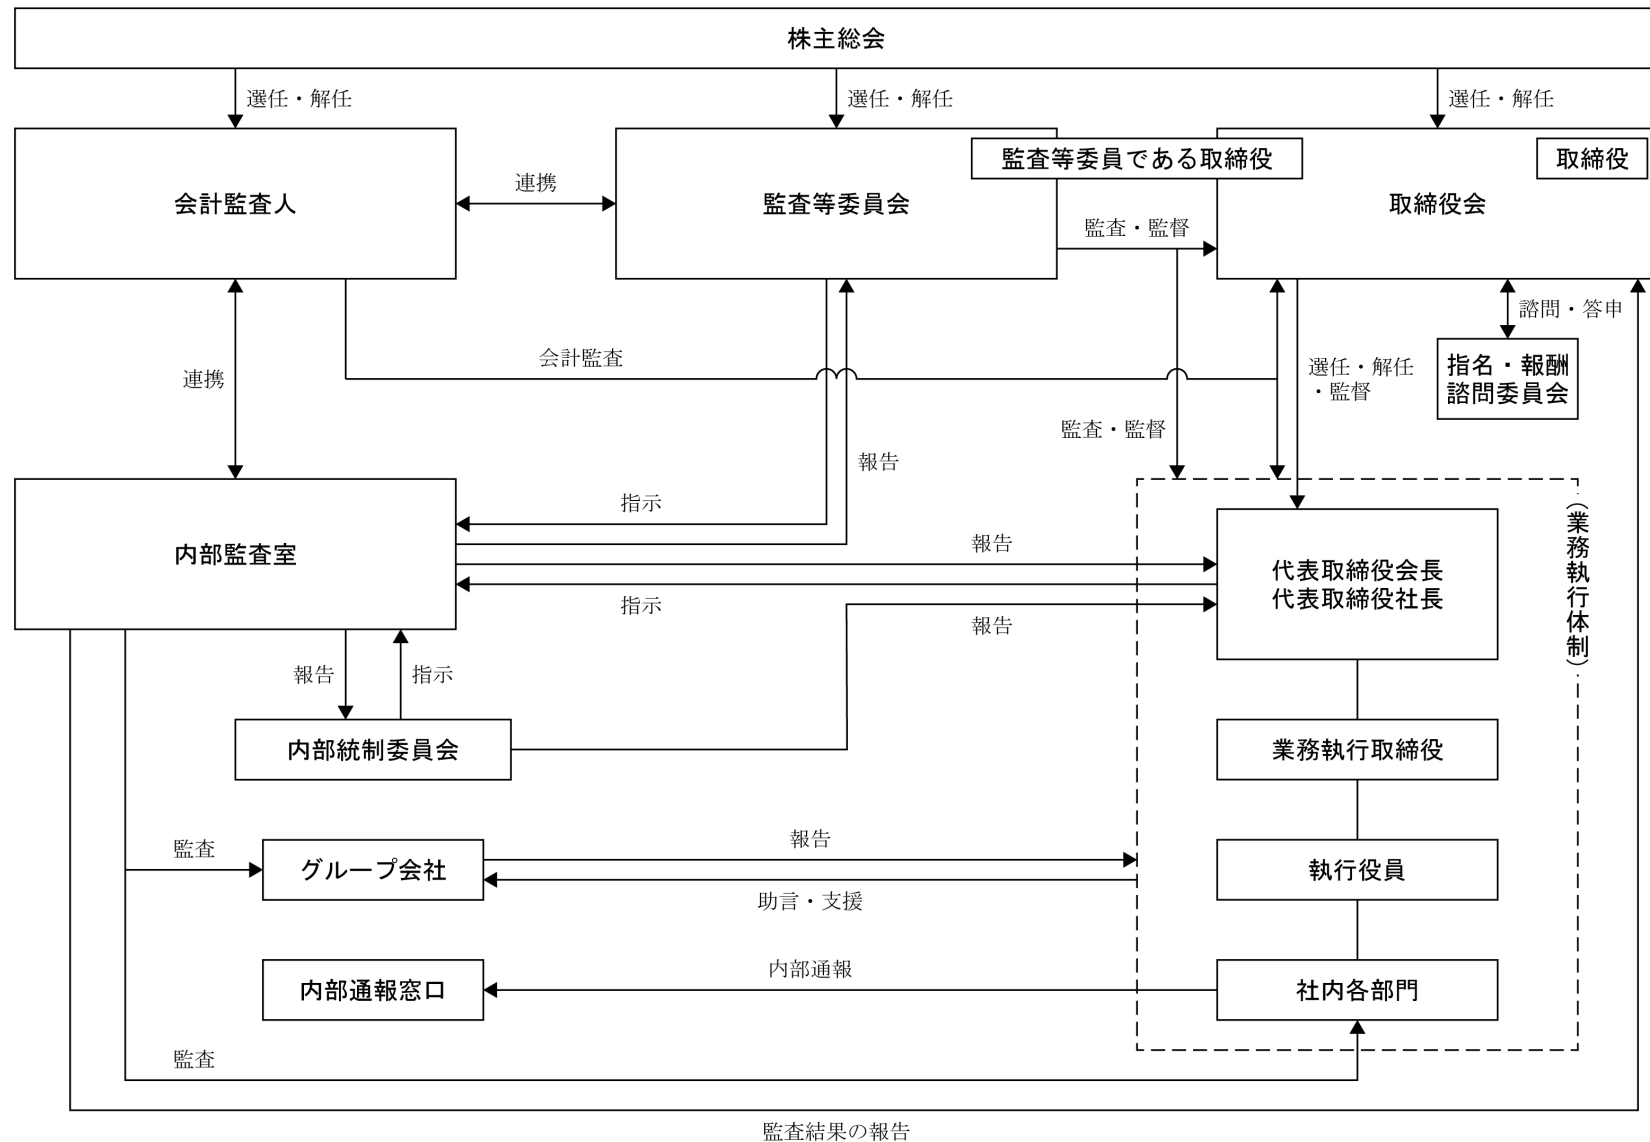 株主総会
選任・解任
選任・解任
選任・解任
監査等委員である取締役
取締役
会計監査人
連携
監査等委員会
監査・監督
取締役会
諮問・答申
会計監査
連携
選任・解任
・監督
指名・報酬
諮問委員会
監査・監督
報告
指示
(業務執行体制)
内部監査室
報告
代表取締役会長
代表取締役社長
指示
報告
報告
指示
内部統制委員会
業務執行取締役
監査
グループ会社
報告
助言・支援
執行役員
内部通報窓口
内部通報
社内各部門
監査
監査結果の報告